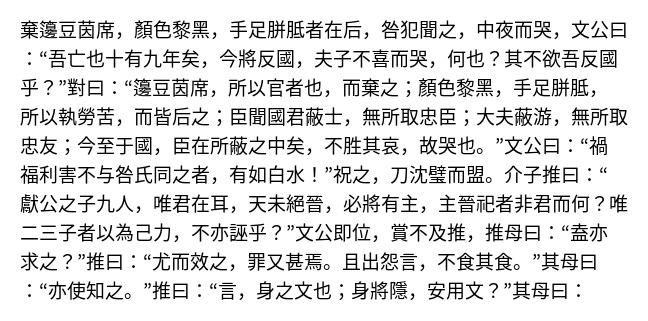 棄籩豆茵席，顏色黎黑，手足胼胝者在后，咎犯聞之，中夜而哭，文公曰
：“吾亡也十有九年矣，今將反國，夫子不喜而哭，何也？其不欲吾反國
乎？”對曰：“籩豆茵席，所以官者也，而棄之；顏色黎黑，手足胼胝，
所以執勞苦，而皆后之；臣聞國君蔽士，無所取忠臣；大夫蔽游，無所取
忠友；今至于國，臣在所蔽之中矣，不胜其哀，故哭也。”文公曰：“禍
福利害不与咎氏同之者，有如白水！”祝之，刀沈璧而盟。介子推曰：“
獻公之子九人，唯君在耳，天未絕晉，必將有主，主晉祀者非君而何？唯
二三子者以為己力，不亦誣乎？”文公即位，賞不及推，推母曰：“盍亦
求之？”推曰：“尤而效之，罪又甚焉。且出怨言，不食其食。”其母曰
：“亦使知之。”推曰：“言，身之文也；身將隱，安用文？”其母曰：